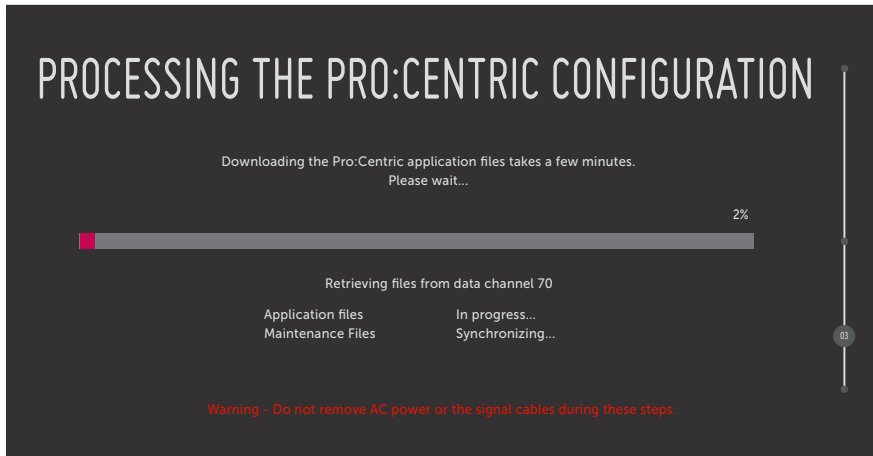 PROCESSING THE PRO:CENTRIC CONFIGURATION
Downloading the Pro:Centric application files takes a few minutes.
Please wait...
2%
Retrieving files from data channel 70
Application files In progress...
Maintenance Files Synchronizing...
03
Warning - Do not remove AC power or the signal cables during these steps.